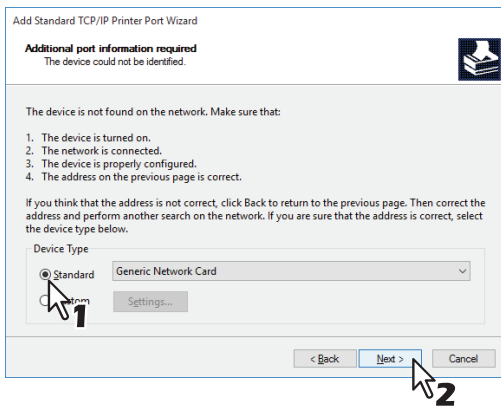 Add Standard TCP/IP Printer Port Wizard
Additional port information required
The device could not be identified.
The device is not found on the network. Make sure that:
1. The device is turned on.
2. The network is connected.
3. The device is properly configured.
4. The address on the previous page is correct.
If you think that the address is not correct, click Back to return to the previous page. Then correct the
address and perform another search on the network. If you are sure that the address is correct, select
the device type below.
Device Type
Standard
Generic Network Card
Settings...
1
< Back
Next >
Cancel
2